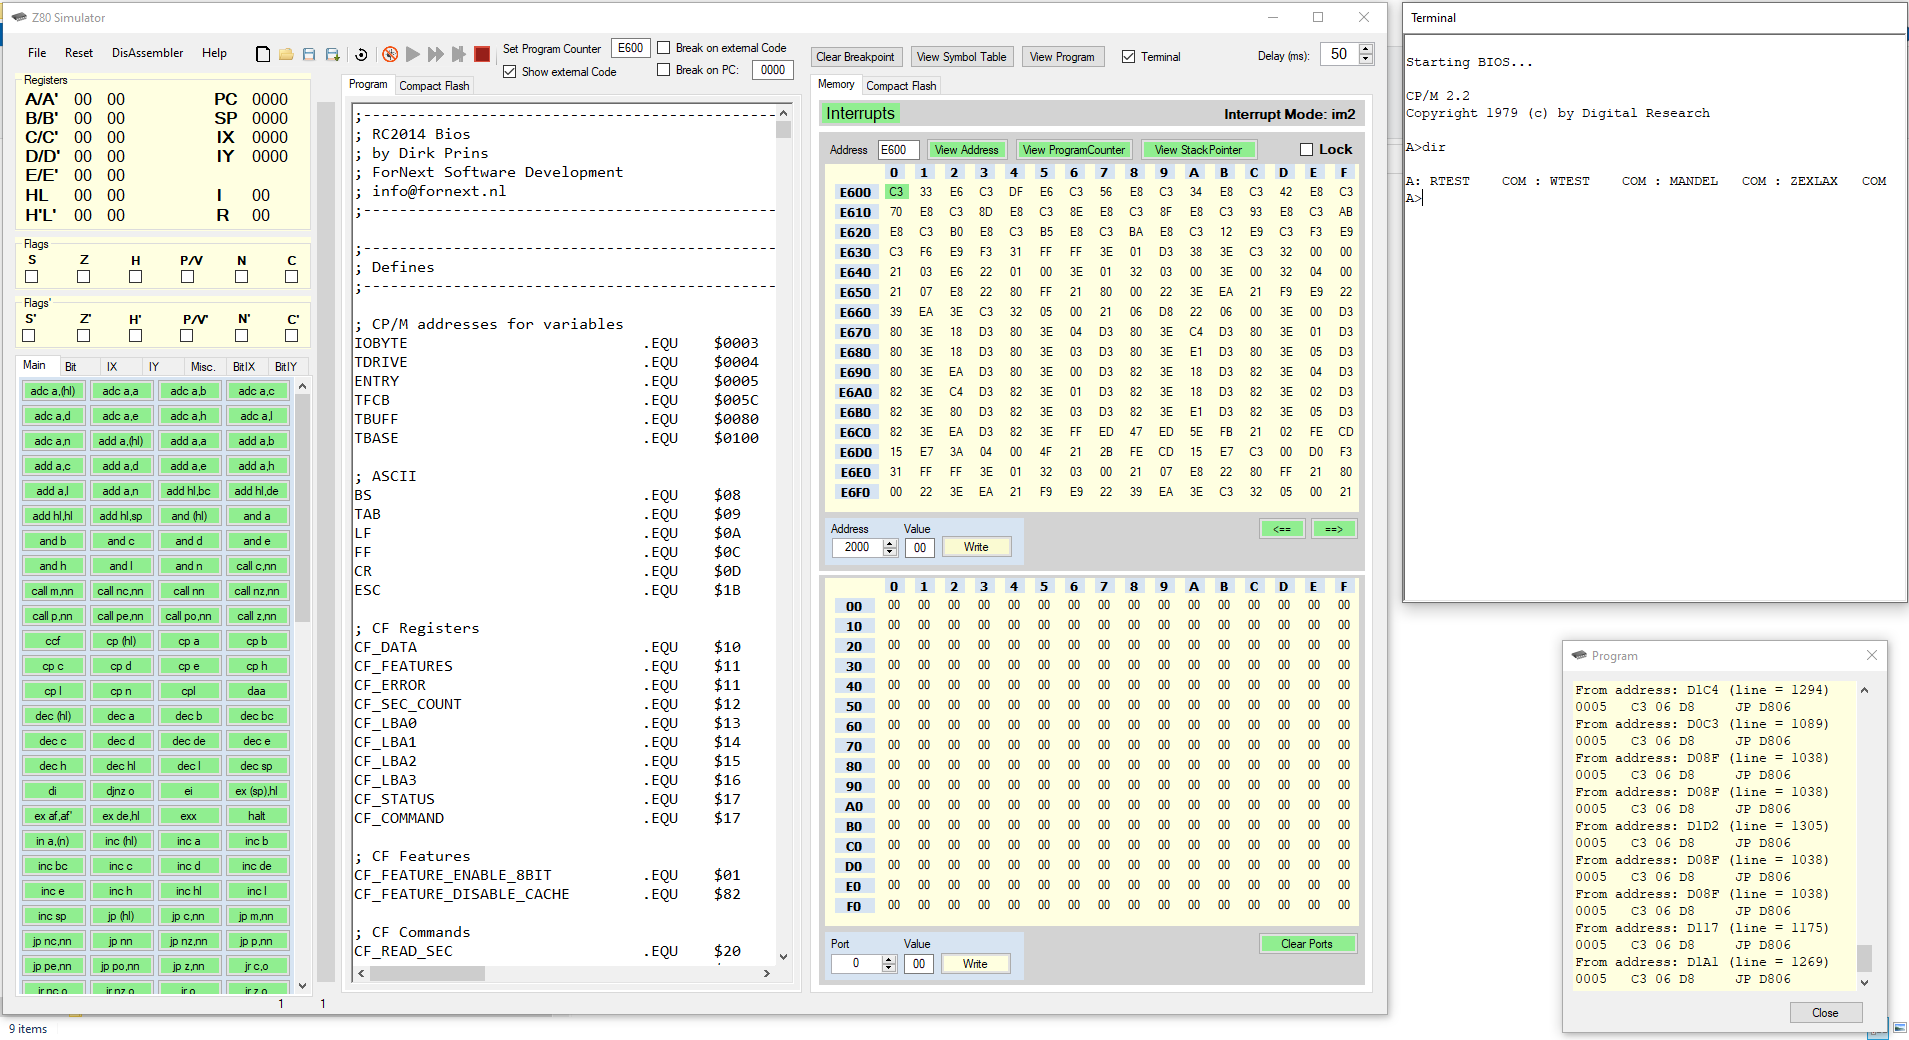 Z80 Simulator
File Reset DisAssembler Help
Set Program Counter E600
Break on external Code
Show external Code
Break on PC: 0000
Clear Breakpoint View Symbol Table View Program Terminal Delay (ms): 50
Registers
A/A' 00 00 PC 0000
B/B' 00 00 SP 0000
C/C' 00 00 IX 0000
D/D' 00 00 IY 0000
E/E' 00 00
HL 00 00 I 00
H'L' 00 00 R 00
Flags
S Z H P/V N C
Flags'
S' Z' H' P/V' N' C'
Main Bit IX IY Misc. BitIX BitIY
adc a,(hl) adc a,a adc a,b adc a,c
adc a,d adc a,e adc a,h adc a,l
adc a,n add a,(hl) add a,a add a,b
add a,c add a,d add a,e add a,h
add a,l add a,n add hl,bc add hl,de
add hl,hl add hl,sp and (hl) and a
and b and c and d and e
and h and l and n call c,nn
call m,nn call nc,nn call nn call nz,nn
call p,nn call pe,nn call po,nn call z,nn
ccf cp (hl) cp a cp b
cp c cp d cp e cp h
cp l cp n cpl daa
dec (hl) dec a dec b dec bc
dec c dec d dec de dec e
dec h dec hl dec l dec sp
di djnz o ei ex (sp),hl
ex af,af' ex de,hl exx halt
in a,(n) inc (hl) inc a inc b
inc bc inc c inc d inc de
inc e inc h inc hl inc l
inc sp jp (hl) jp c,nn jp m,nn
jp nc,nn jp nn jp nz,nn jp p,nn
jp pe,nn jp po,nn jp z,nn jr c,o
jr nc,o jr nz,o jr o jr z,o
1 1
9 items
Program Compact Flash
;-----------------------------------------------
; RC2014 Bios
; by Dirk Prins
; ForNext Software Development
; info@fornext.nl
;-----------------------------------------------
;-----------------------------------------------
; Defines
;-----------------------------------------------
; CP/M addresses for variables
IOBYTE .EQU $0003
TDRIVE .EQU $0004
ENTRY .EQU $0005
TFCB .EQU $005C
TBUFF .EQU $0080
TBASE .EQU $0100
; ASCII
BS .EQU $08
TAB .EQU $09
LF .EQU $0A
FF .EQU $0C
CR .EQU $0D
ESC .EQU $1B
; CF Registers
CF_DATA .EQU $10
CF_FEATURES .EQU $11
CF_ERROR .EQU $11
CF_SEC_COUNT .EQU $12
CF_LBA0 .EQU $13
CF_LBA1 .EQU $14
CF_LBA2 .EQU $15
CF_LBA3 .EQU $16
CF_STATUS .EQU $17
CF_COMMAND .EQU $17
; CF Features
CF_FEATURE_ENABLE_8BIT .EQU $01
CF_FEATURE_DISABLE_CACHE .EQU $82
; CF Commands
CF_READ_SEC .EQU $20
Memory Compact Flash
Interrupts Interrupt Mode: im2
Address E600 View Address View ProgramCounter View StackPointer Lock
0 1 2 3 4 5 6 7 8 9 A B C D E F
E600 C3 33 E6 C3 DF E6 C3 56 E8 C3 34 E8 C3 42 E8 C3
E610 70 E8 C3 8D E8 C3 8E E8 C3 8F E8 C3 93 E8 C3 AB
E620 E8 C3 B0 E8 C3 B5 E8 C3 BA E8 C3 12 E9 C3 F3 E9
E630 C3 F6 E9 F3 31 FF FF 3E 01 D3 38 3E C3 32 00 00
E640 21 03 E6 22 01 00 3E 01 32 03 00 3E 00 32 04 00
E650 21 07 E8 22 80 FF 21 80 00 22 3E EA 21 F9 E9 22
E660 39 EA 3E C3 32 05 00 21 06 D8 22 06 00 3E 00 D3
E670 80 3E 18 D3 80 3E 04 D3 80 3E C4 D3 80 3E 01 D3
E680 80 3E 18 D3 80 3E 03 D3 80 3E E1 D3 80 3E 05 D3
E690 80 3E EA D3 80 3E 00 D3 82 3E 18 D3 82 3E 04 D3
E6A0 82 3E C4 D3 82 3E 01 D3 82 3E 18 D3 82 3E 02 D3
E6B0 82 3E 80 D3 82 3E 03 D3 82 3E E1 D3 82 3E 05 D3
E6C0 82 3E EA D3 82 3E FF ED 47 ED 5E FB 21 02 FE CD
E6D0 15 E7 3A 04 00 4F 21 2B FE CD 15 E7 C3 00 D0 F3
E6E0 31 FF FF 3E 01 32 03 00 21 07 E8 22 80 FF 21 80
E6F0 00 22 3E EA 21 F9 E9 22 39 EA 3E C3 32 05 00 21
Address Value
2000 00 Write <== ==>
0 1 2 3 4 5 6 7 8 9 A B C D E F
00 00 00 00 00 00 00 00 00 00 00 00 00 00 00 00 00
10 00 00 00 00 00 00 00 00 00 00 00 00 00 00 00 00
20 00 00 00 00 00 00 00 00 00 00 00 00 00 00 00 00
30 00 00 00 00 00 00 00 00 00 00 00 00 00 00 00 00
40 00 00 00 00 00 00 00 00 00 00 00 00 00 00 00 00
50 00 00 00 00 00 00 00 00 00 00 00 00 00 00 00 00
60 00 00 00 00 00 00 00 00 00 00 00 00 00 00 00 00
70 00 00 00 00 00 00 00 00 00 00 00 00 00 00 00 00
80 00 00 00 00 00 00 00 00 00 00 00 00 00 00 00 00
90 00 00 00 00 00 00 00 00 00 00 00 00 00 00 00 00
A0 00 00 00 00 00 00 00 00 00 00 00 00 00 00 00 00
B0 00 00 00 00 00 00 00 00 00 00 00 00 00 00 00 00
C0 00 00 00 00 00 00 00 00 00 00 00 00 00 00 00 00
D0 00 00 00 00 00 00 00 00 00 00 00 00 00 00 00 00
E0 00 00 00 00 00 00 00 00 00 00 00 00 00 00 00 00
F0 00 00 00 00 00 00 00 00 00 00 00 00 00 00 00 00
Port Value Clear Ports
0 00 Write
Terminal
Starting BIOS...
CP/M 2.2
Copyright 1979 (c) by Digital Research
A>dir
A: RTEST COM : WTEST COM : MANDEL COM : ZEXLAX COM
A>
Program
From address: D1C4 (line = 1294)
0005 C3 06 D8 JP D806
From address: D0C3 (line = 1089)
0005 C3 06 D8 JP D806
From address: D08F (line = 1038)
0005 C3 06 D8 JP D806
From address: D08F (line = 1038)
0005 C3 06 D8 JP D806
From address: D1D2 (line = 1305)
0005 C3 06 D8 JP D806
From address: D08F (line = 1038)
0005 C3 06 D8 JP D806
From address: D08F (line = 1038)
0005 C3 06 D8 JP D806
From address: D117 (line = 1175)
0005 C3 06 D8 JP D806
From address: D1A1 (line = 1269)
0005 C3 06 D8 JP D806
Close